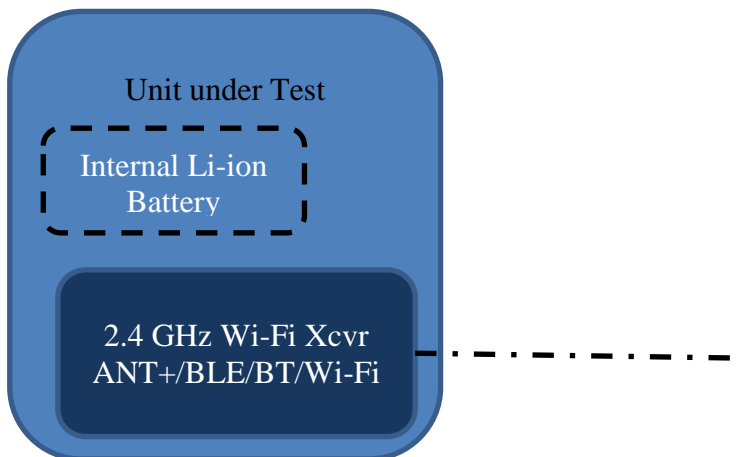 Unit under Test
Internal Li-ion
Battery
2.4 GHz Wi-Fi Xcvr
ANT+/BLE/BT/Wi-Fi